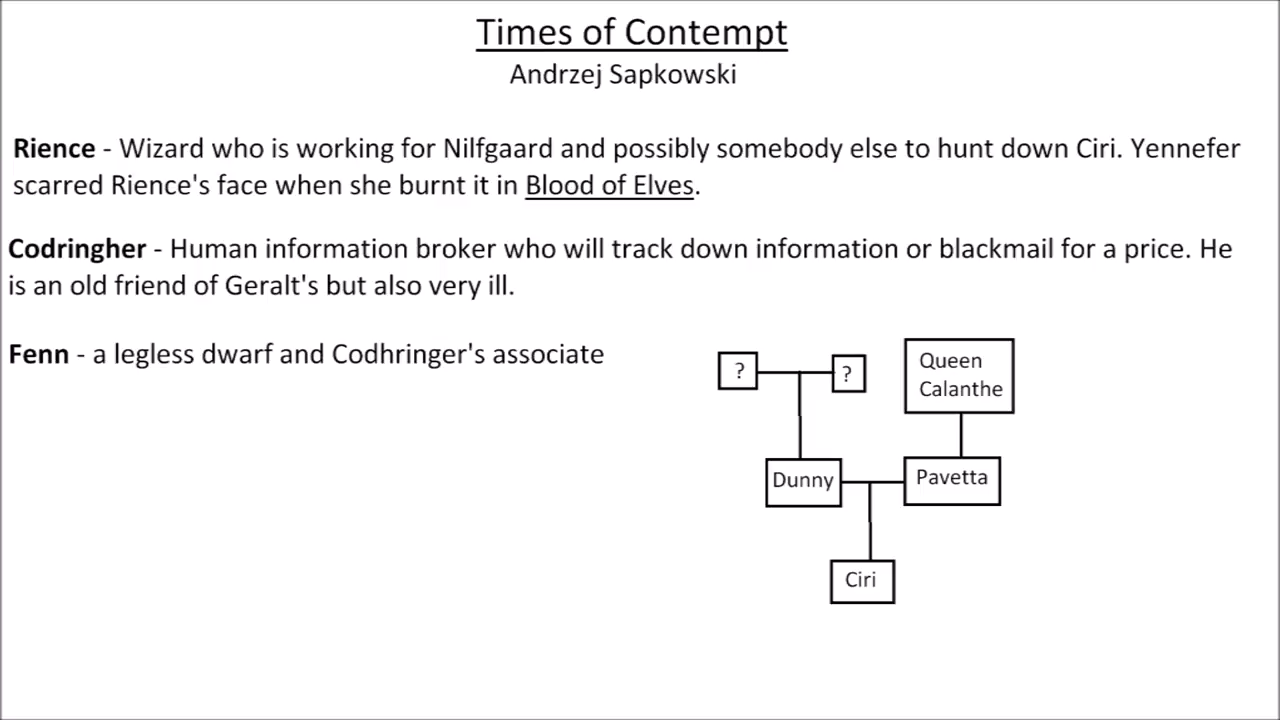 Times of Contempt
Andrzej Sapkowski
Rience - Wizard who is working for Nilfgaard and possibly somebody else to hunt down Ciri. Yennefer
scarred Rience's face when she burnt it in Blood of Elves.
Codringher - Human information broker who will track down information or blackmail for a price. He
is an old friend of Geralt's but also very ill.
Fenn - a legless dwarf and Codhringer's associate
?
?
Queen
Calanthe
Dunny
Pavetta
Ciri